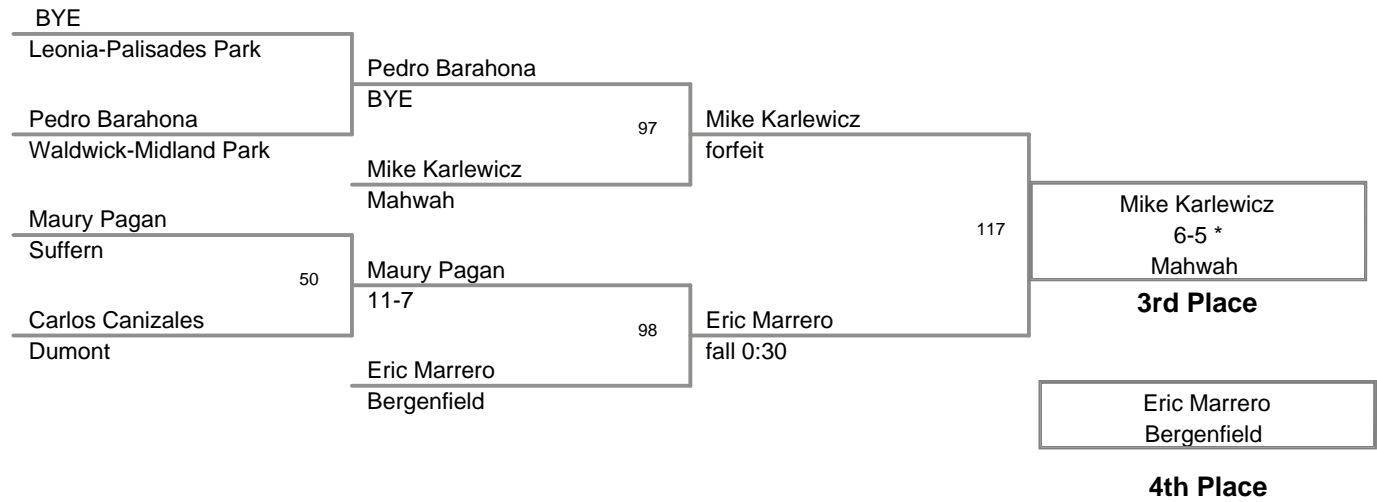 BYE
Leonia-Palisades Park
Pedro Barahona
BYE
Pedro Barahona
Waldwick-Midland Park
97
Mike Karlewicz
forfeit
Mike Karlewicz
Mahwah
Maury Pagan
Suffern
117
Mike Karlewicz
6-5 *
Mahwah
3rd Place
50
Maury Pagan
11-7
Carlos Canizales
Dumont
98
Eric Marrero
fall 0:30
Eric Marrero
Bergenfield
Eric Marrero
Bergenfield
4th Place